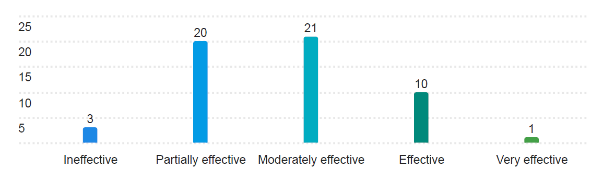 25
20
15
10
5
3
20
21
10
1
Ineffective
Partially effective
Moderately effective
Effective
Very effective